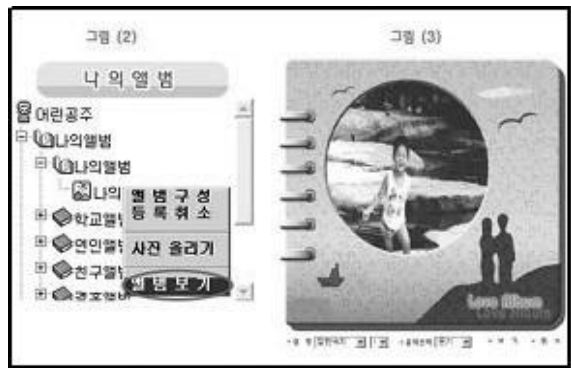 그림 (2)
그림 (3)
나의앨범
어린공주
나의앨범
나의앨범
나의
앨범구성
등록취소
학교앨
연인앨
사진 올리기
친구앨
앨범보기
Love Album
Love Album